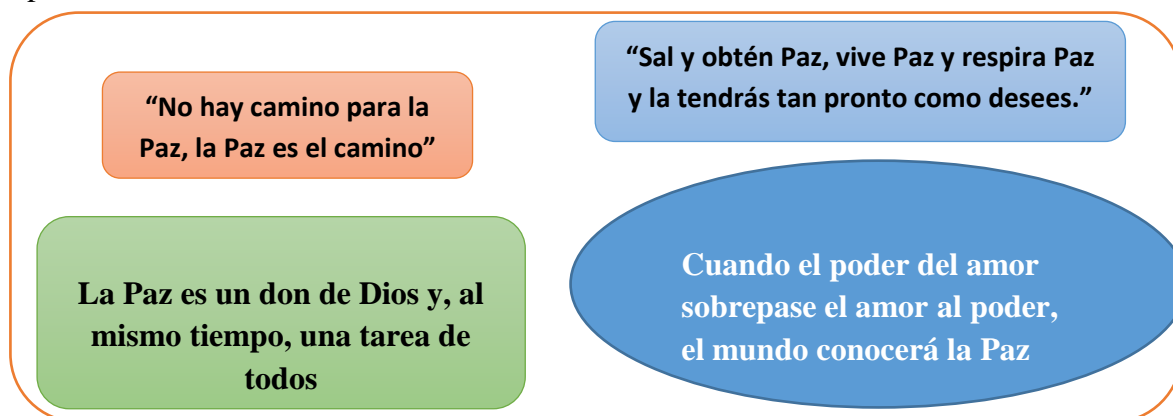 “No hay camino para la
Paz, la Paz es el camino”
“Sal y obtén Paz, vive Paz y respira Paz
y la tendrás tan pronto como desees.”
La Paz es un don de Dios y, al
mismo tiempo, una tarea de
todos
Cuando el poder del amor
sobrepase el amor al poder,
el mundo conocerá la Paz